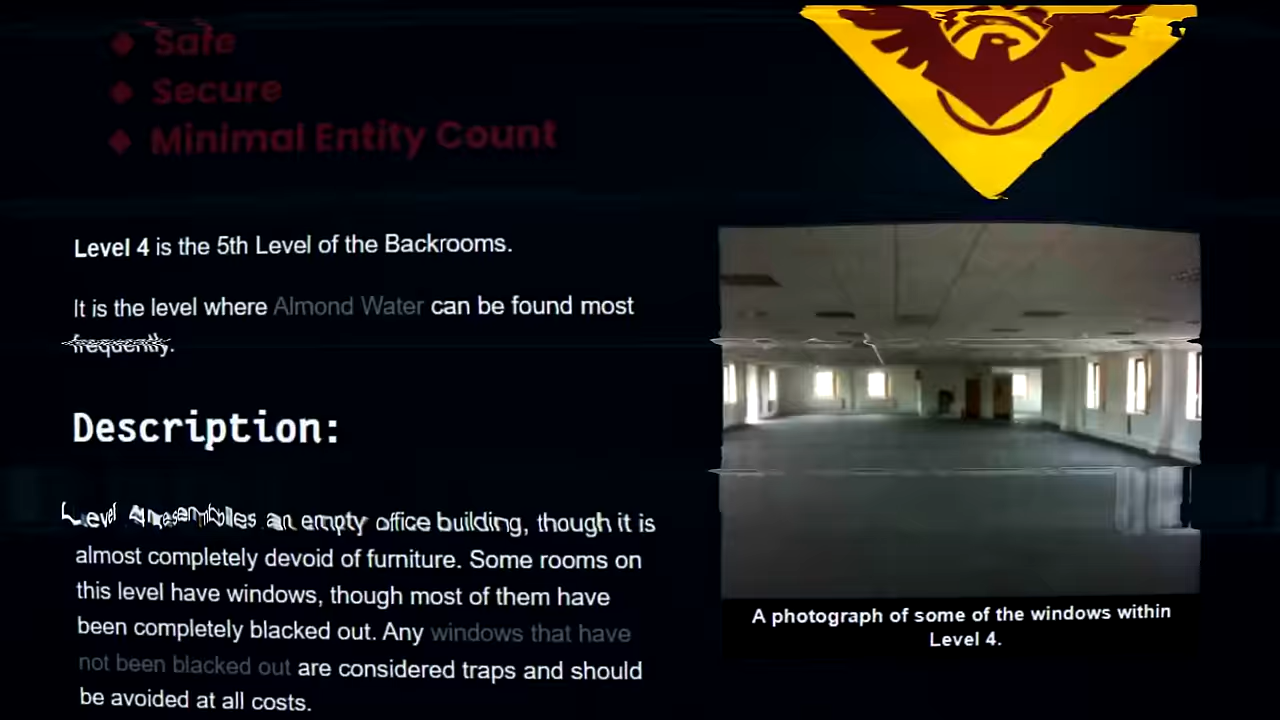 Safe
Secure
Minimal Entity Count
Level 4 is the 5th Level of the Backrooms.
It is the level where Almond Water can be found most
frequently.
Description:
Level 4 resembles an empty office building, though it is
almost completely devoid of furniture. Some rooms on
this level have windows, though most of them have
been completely blacked out. Any windows that have
not been blacked out are considered traps and should
be avoided at all costs.
A photograph of some of the windows within
Level 4.